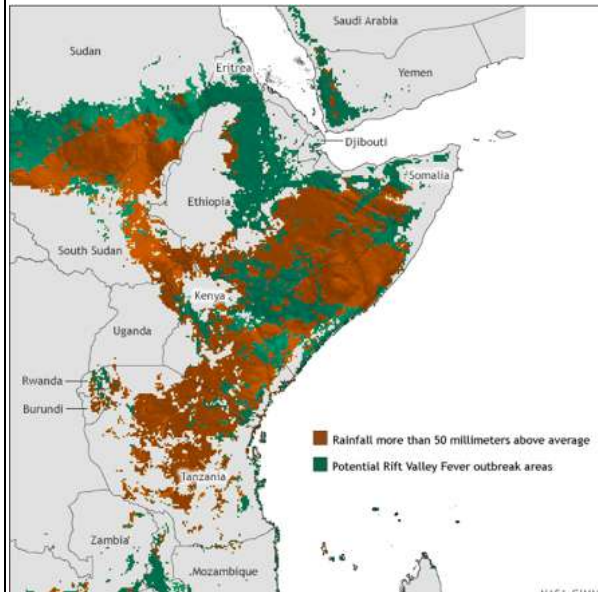 Saudi Arabia
Sudan
Eritrea
Yemen
Djibouti
Somalia
Ethiopia
South Sudan
Kenya
Uganda
Rwanda
Burundi
Rainfall more than 50 millimeters above average
Potential Rift Valley Fever outbreak areas
Tanzania
Zambia
Mozambique